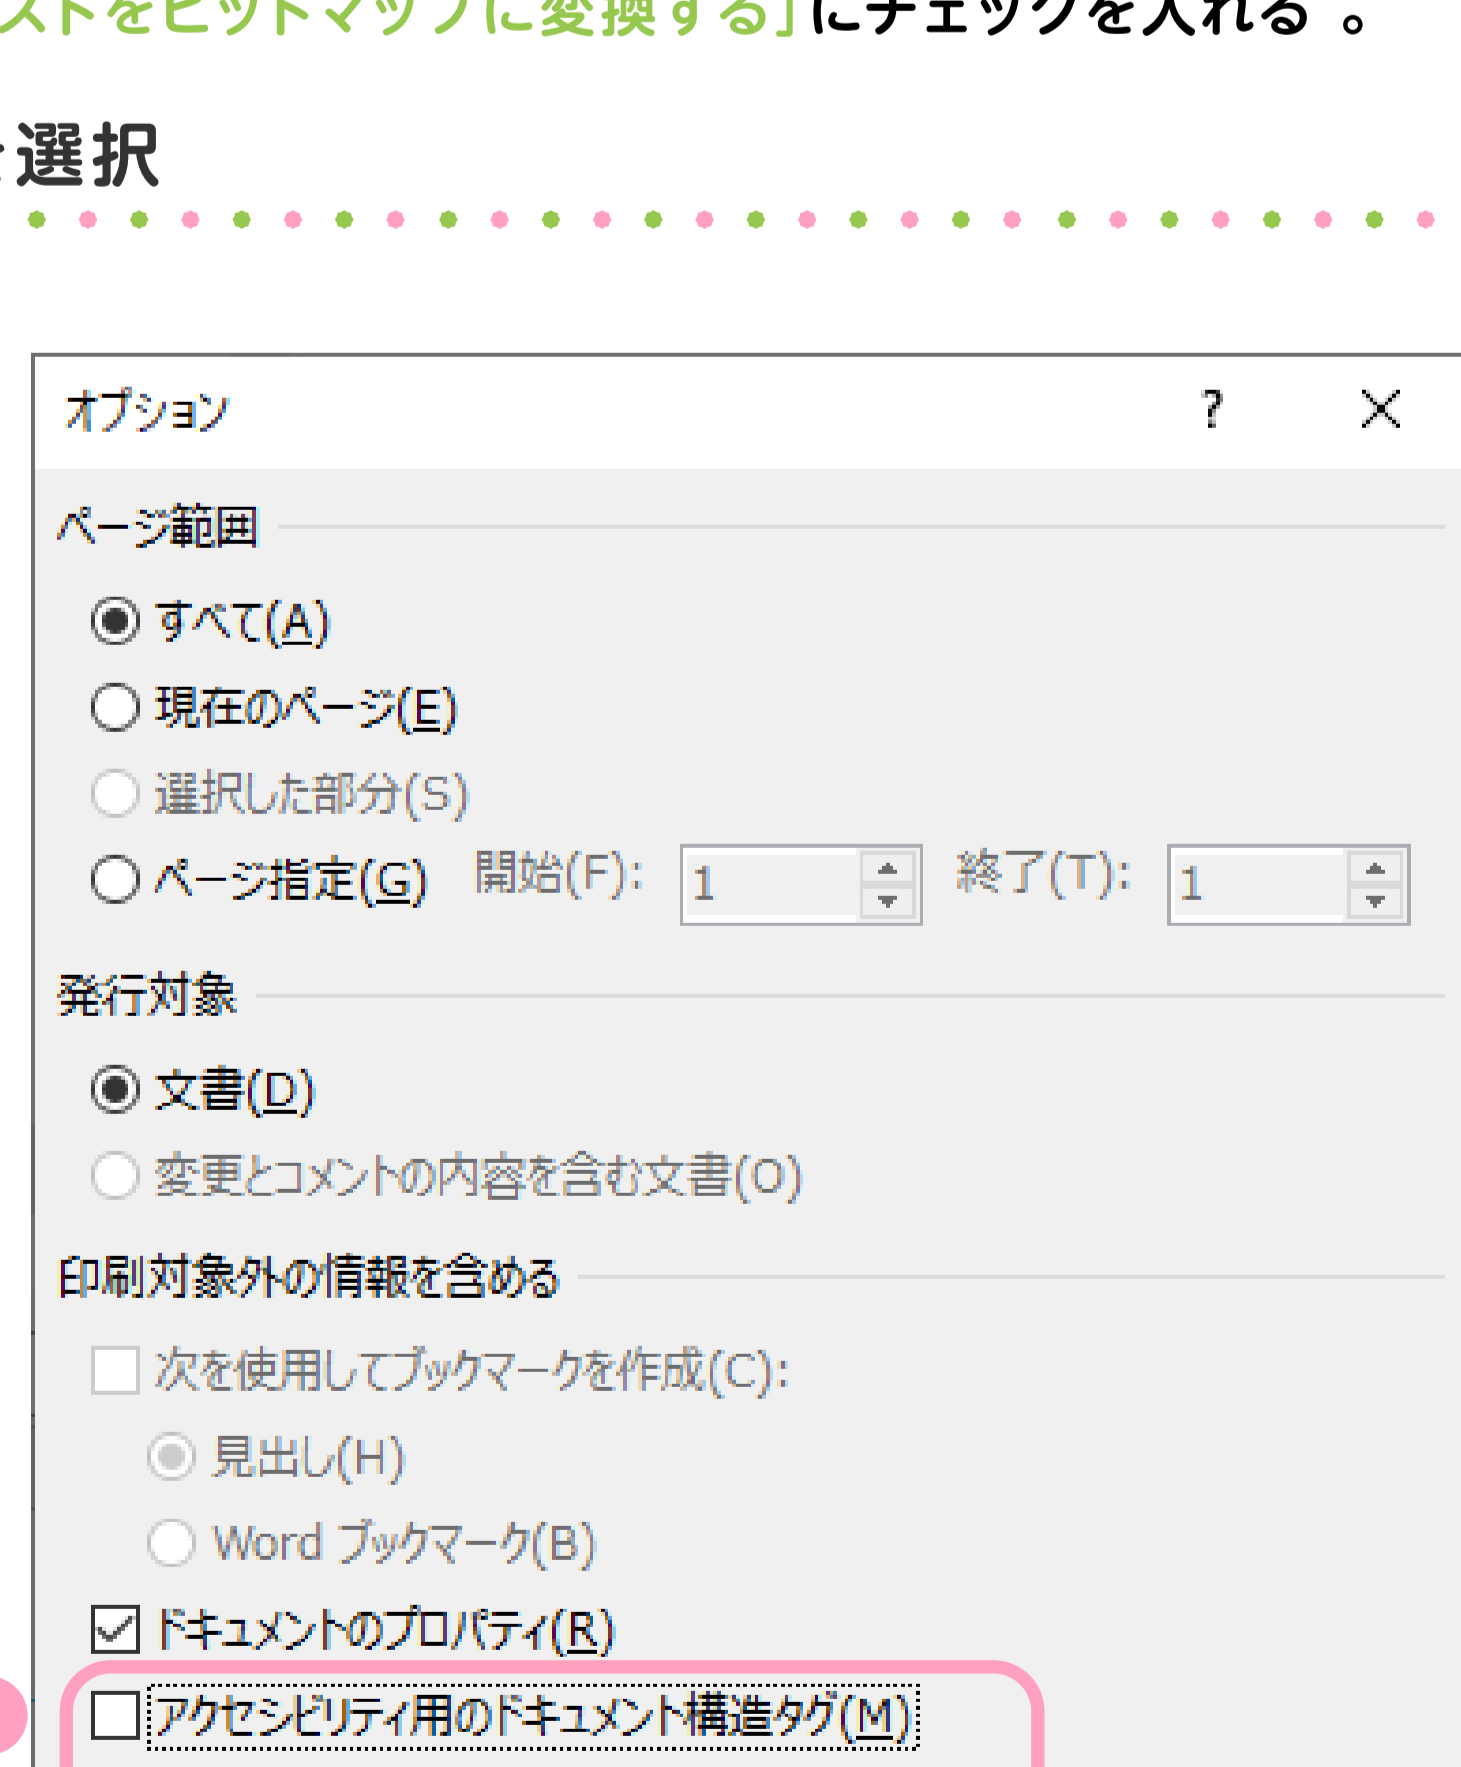 ストをビットマップに変換する」にチェックを入れる 。
を選択
オプション ? ×
ページ範囲
すべて(A)
現在のページ(E)
選択した部分(S)
ページ指定(G) 開始(F): 1 終了(T): 1
発行対象
文書(D)
変更とコメントの内容を含む文書(O)
印刷対象外の情報を含める
次を使用してブックマークを作成(C):
見出し(H)
Word ブックマーク(B)
ドキュメントのプロパティ(R)
アクセシビリティ用のドキュメント構造タグ(M)